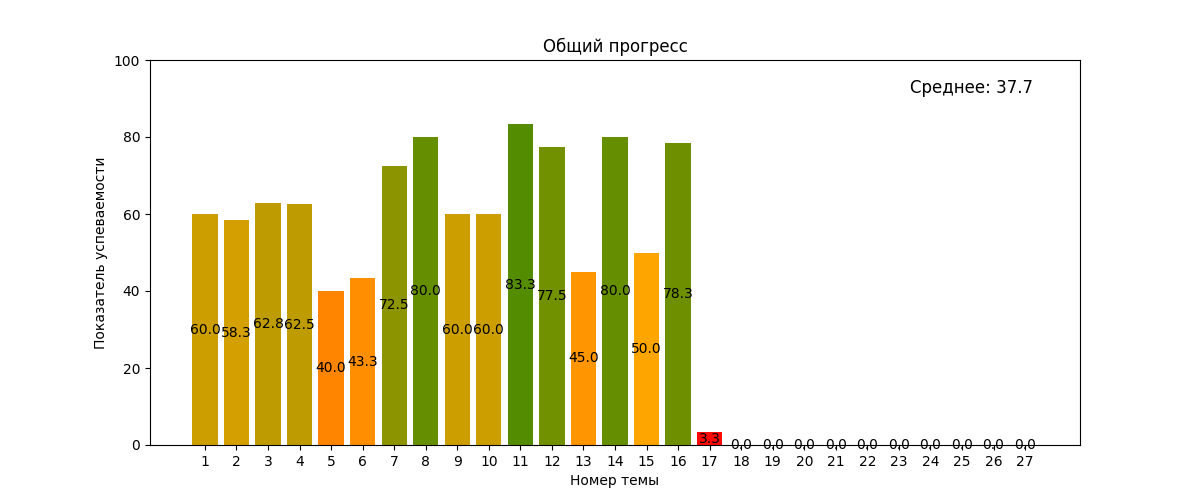 Общий прогресс
Среднее: 37.7
Показатель успеваемости
100
80
60
40
20
0
60.0 58.3 62.8 62.5 40.0 43.3 72.5 80.0 60.0 60.0 83.3 77.5 45.0 80.0 50.0 78.3 3.3 0.0 0.0 0.0 0.0 0.0 0.0 0.0 0.0 0.0 0.0
1 2 3 4 5 6 7 8 9 10 11 12 13 14 15 16 17 18 19 20 21 22 23 24 25 26 27
Номер темы